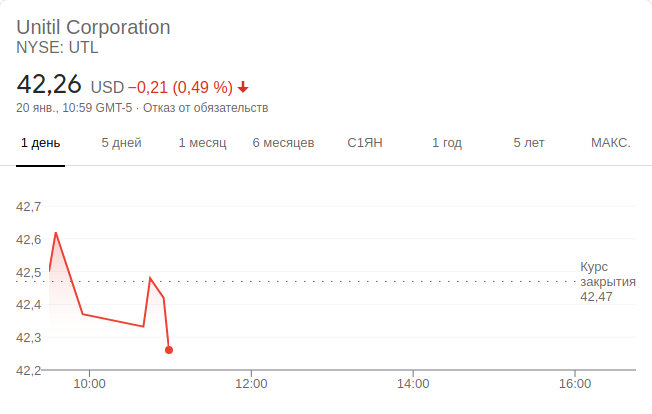 Unitil Corporation
NYSE: UTL
42,26 USD −0,21 (0,49 %)
20 янв., 10:59 GMT-5 · Отказ от обязательств
1 день 5 дней 1 месяц 6 месяцев С1ЯН 1 год 5 лет МАКС.
42,7
42,6
42,5
42,4
42,3
42,2
Курс
закрытия
42,47
10:00 12:00 14:00 16:00